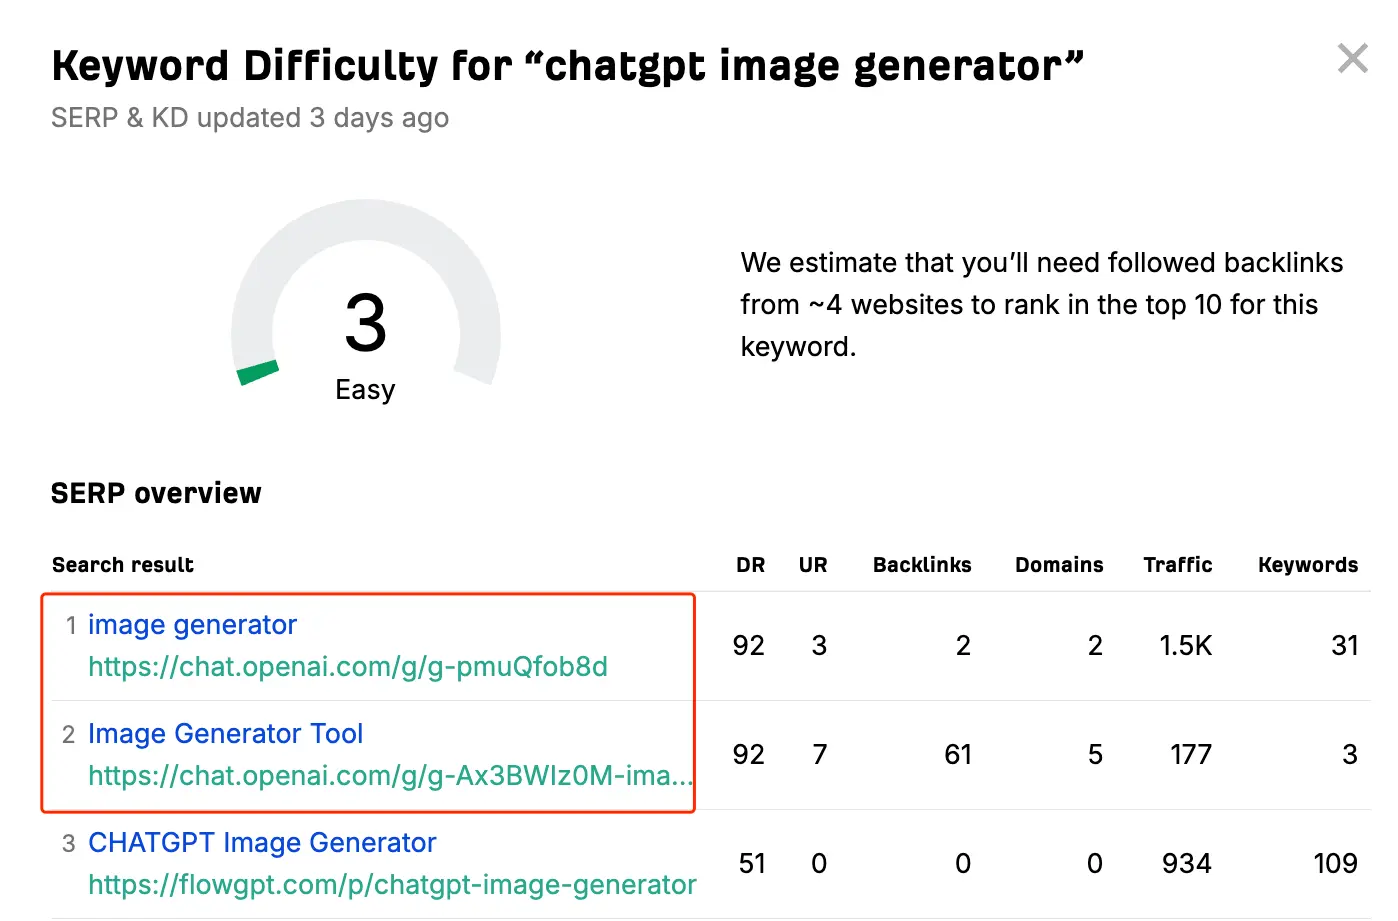 Keyword Difficulty for “chatgpt image generator”
SERP & KD updated 3 days ago
3
Easy
We estimate that you’ll need followed backlinks
from ~4 websites to rank in the top 10 for this
keyword.
SERP overview
Search result DR UR Backlinks Domains Traffic Keywords
1 image generator
https://chat.openai.com/g/g-pmuQfob8d
92 3 2 2 1.5K 31
2 Image Generator Tool
https://chat.openai.com/g/g-Ax3BWIz0M-ima...
92 7 61 5 177 3
3 CHATGPT Image Generator
https://flowgpt.com/p/chatgpt-image-generator
51 0 0 0 934 109